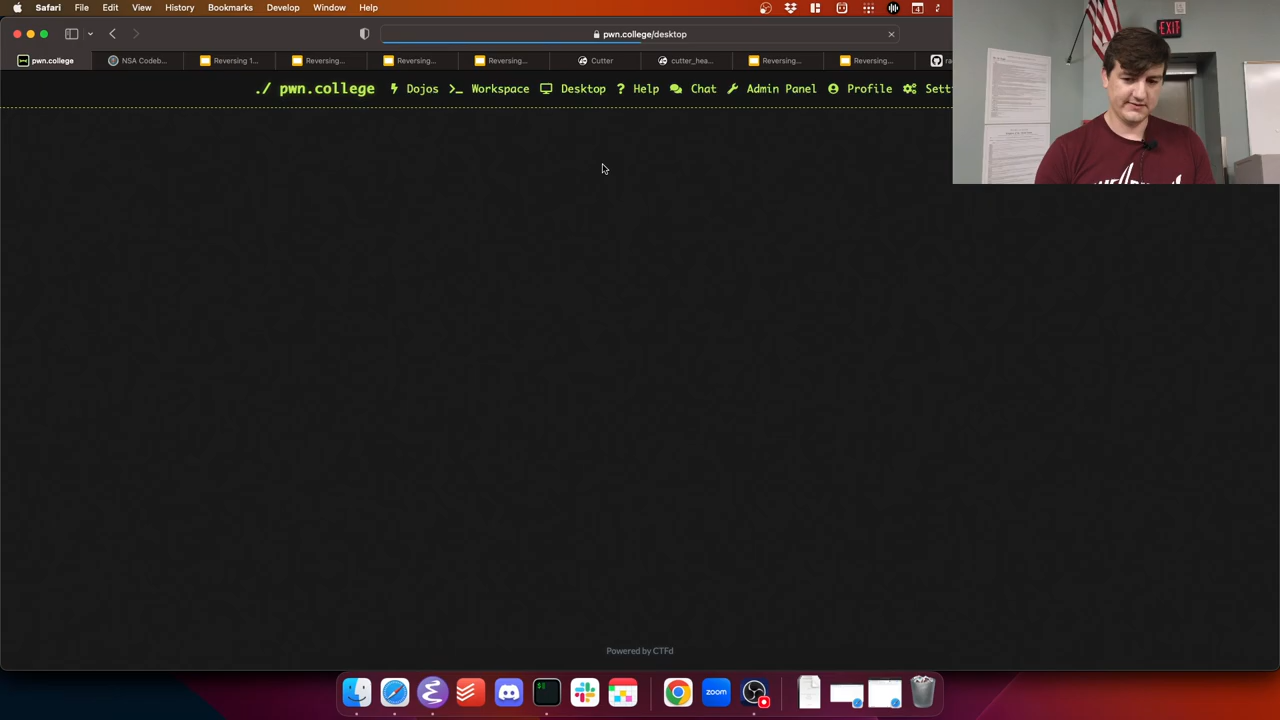 Safari File Edit View History Bookmarks Develop Window Help
pwn.college/desktop
pwn.college NSA Codeb... Reversing 1... Reversing... Reversing... Reversing... Cutter cutter_hea... Reversing... Reversing... ra
./ pwn.college Dojos Workspace Desktop ? Help Chat Admin Panel Profile Sett
EXIT
Powered by CTFd
zoom